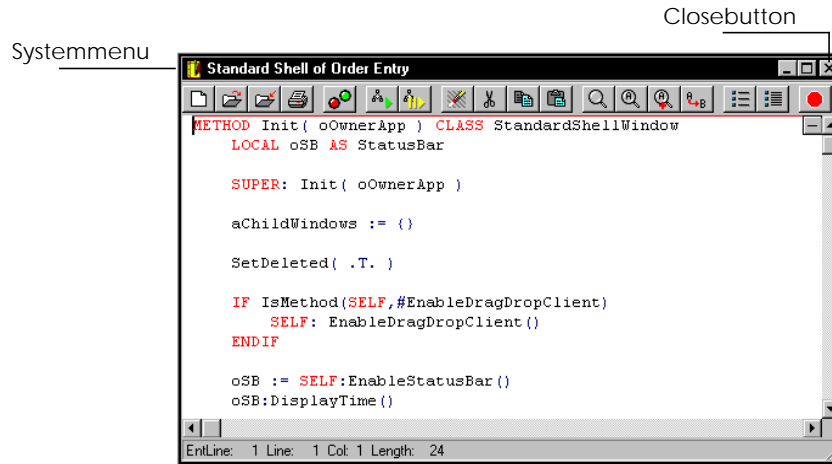 Closebutton
Systemmenu
Standard Shell of Order Entry
METHOD Init( oOwnerApp ) CLASS StandardShellWindow
LOCAL oSB AS StatusBar
SUPER: Init( oOwnerApp )
aChildWindows := {}
SetDeleted( .T. )
IF IsMethod(SELF,#EnableDragDropClient)
SELF: EnableDragDropClient()
ENDIF
oSB := SELF:EnableStatusBar()
oSB:DisplayTime()
EntLine: 1 Line: 1 Col: 1 Length: 24